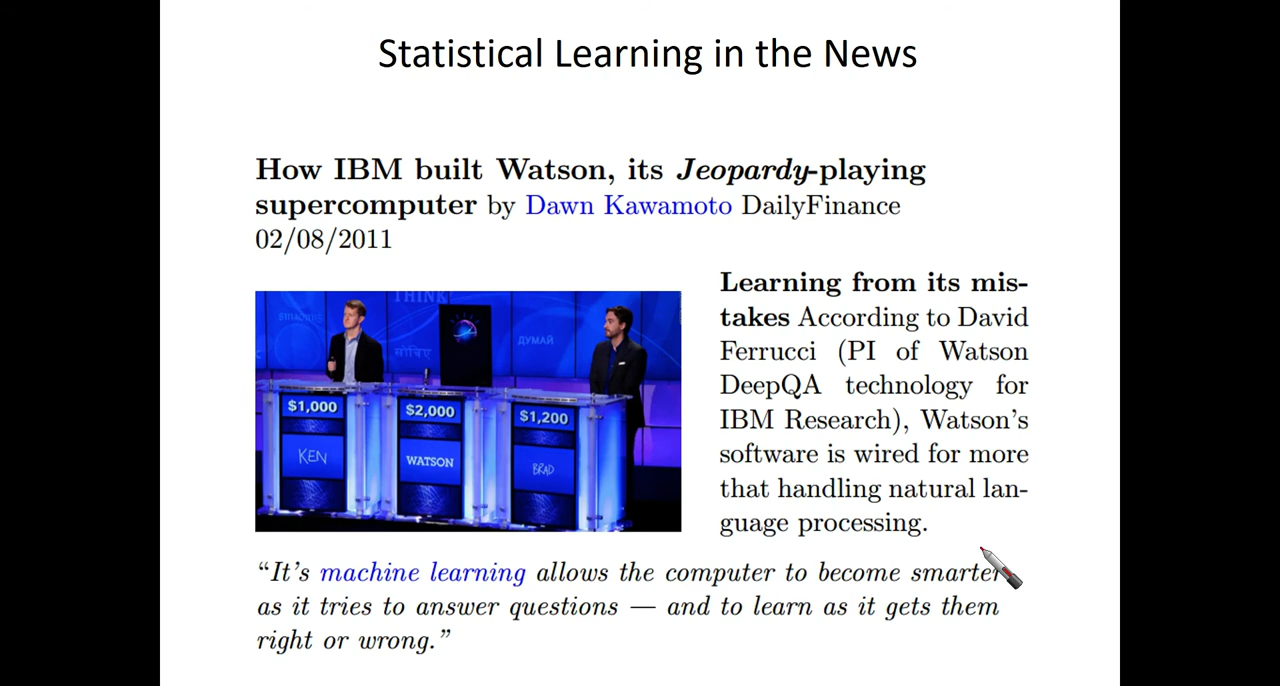 Statistical Learning in the News
How IBM built Watson, its Jeopardy-playing
supercomputer by Dawn Kawamoto DailyFinance
02/08/2011
THINK
ДУМАЙ
$1,000
$2,000
$1,200
KEN
WATSON
BRAD
Learning from its mis-
takes According to David
Ferrucci (PI of Watson
DeepQA technology for
IBM Research), Watson's
software is wired for more
that handling natural lan-
guage processing.
“It's machine learning allows the computer to become smarter
as it tries to answer questions — and to learn as it gets them
right or wrong.”